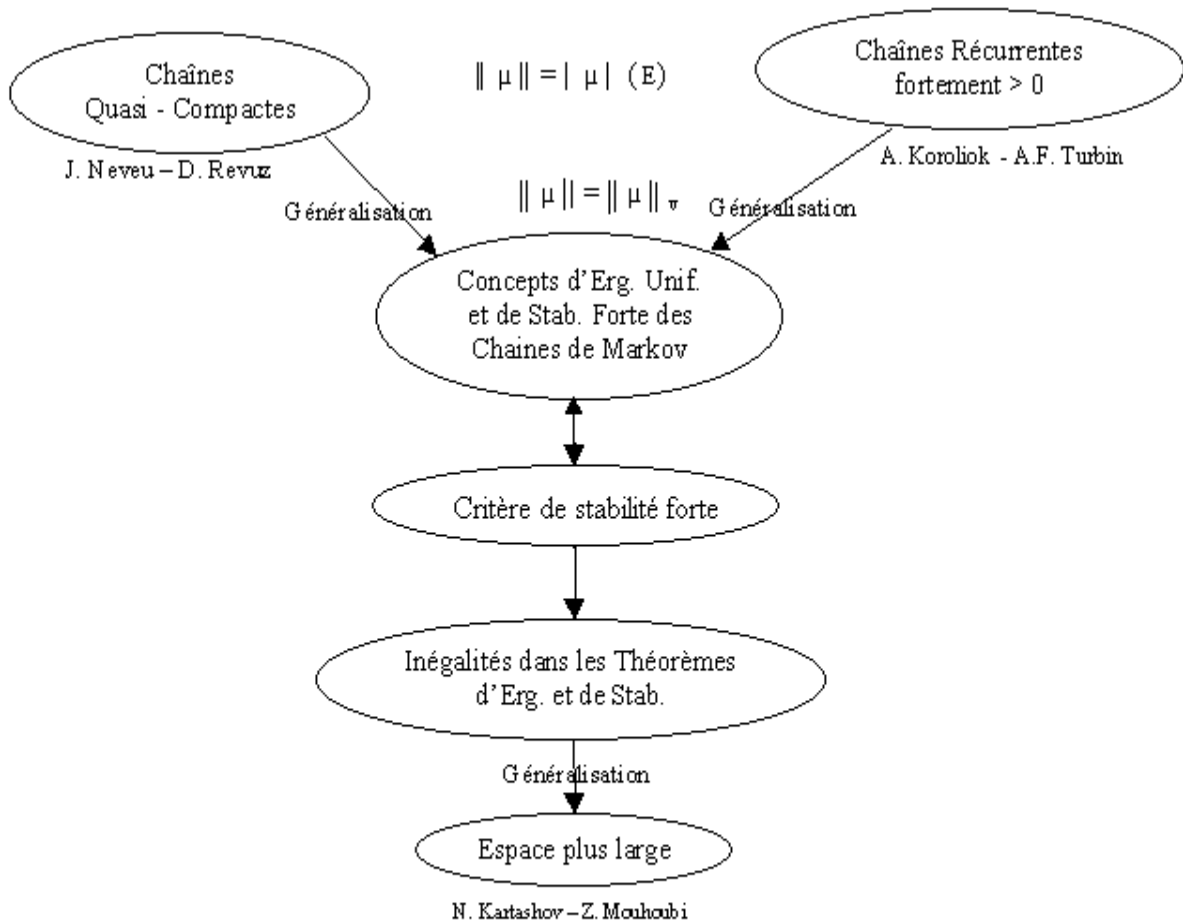 Chaînes
Quasi - Compactes
J. Neveu – D. Revuz
‖ μ ‖ = | μ | (E)
Chaînes Récurrentes
fortement > 0
A. Koroliok - A.F. Turbin
Généralisation
‖ μ ‖ = ‖ μ ‖ᵥ
Généralisation
Concepts d'Erg. Unif.
et de Stab. Forte des
Chaines de Markov
Critère de stabilité forte
Inégalités dans les Théorèmes
d'Erg. et de Stab.
Généralisation
Espace plus large
N. Kartashov – Z. Mouhoubi